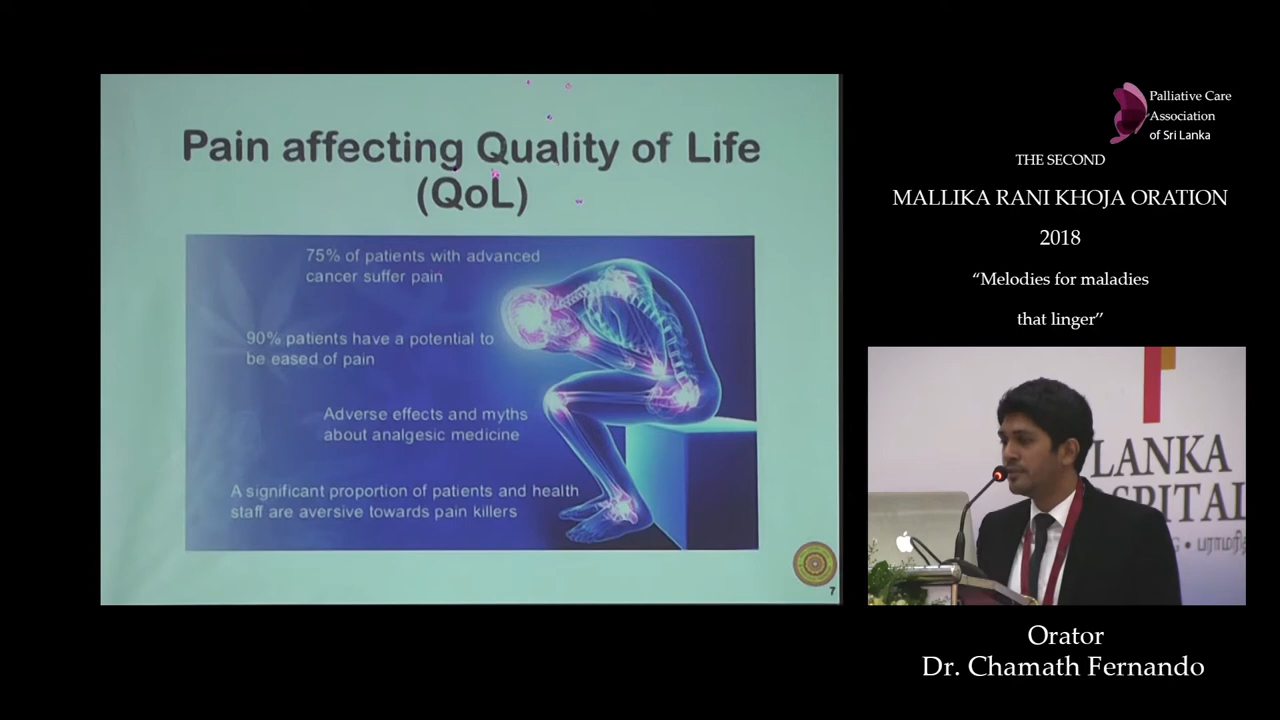 Pain affecting Quality of Life
(QoL)
75% of patients with advanced
cancer suffer pain
90% patients have a potential to
be eased of pain
Adverse effects and myths
about analgesic medicine
A significant proportion of patients and health
staff are aversive towards pain killers
7
Palliative Care
Association
of Sri Lanka
THE SECOND
MALLIKA RANI KHOJA ORATION
2018
“Melodies for maladies
that linger”
LANKA
SPITAL
Orator
Dr. Chamath Fernando